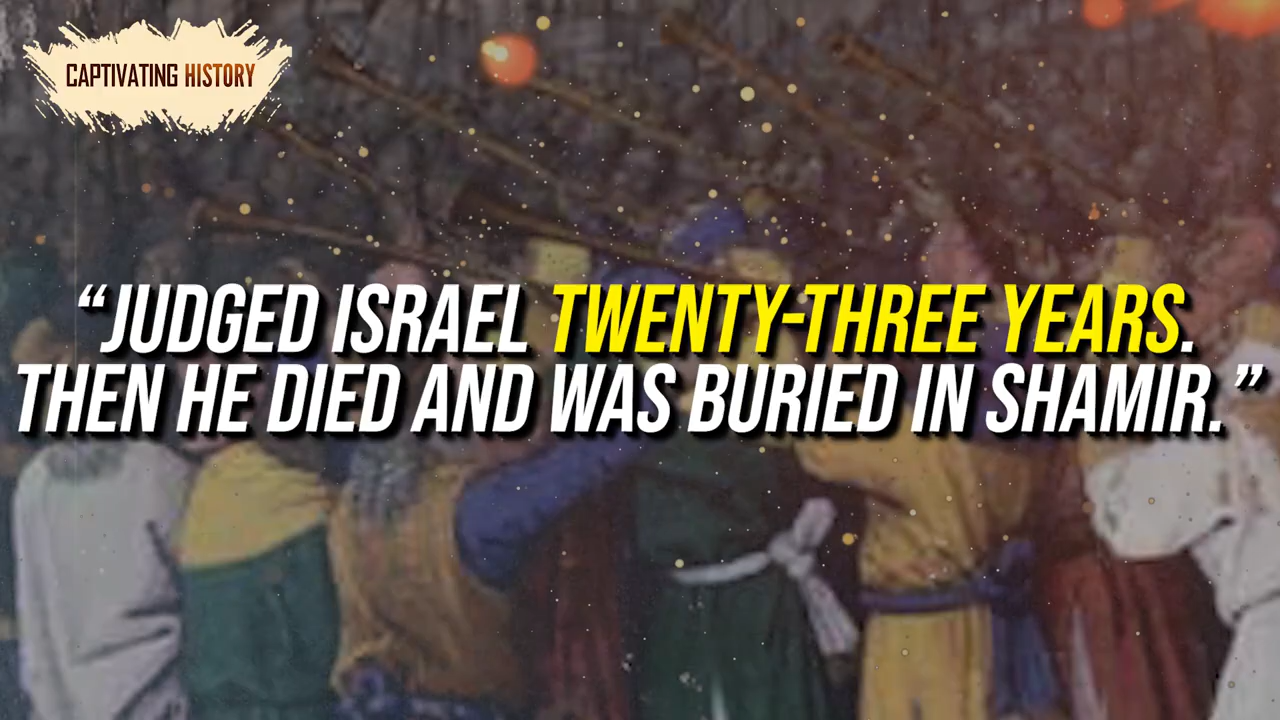 CAPTIVATING HISTORY
“JUDGED ISRAEL TWENTY-THREE YEARS.
THEN HE DIED AND WAS BURIED IN SHAMIR.”